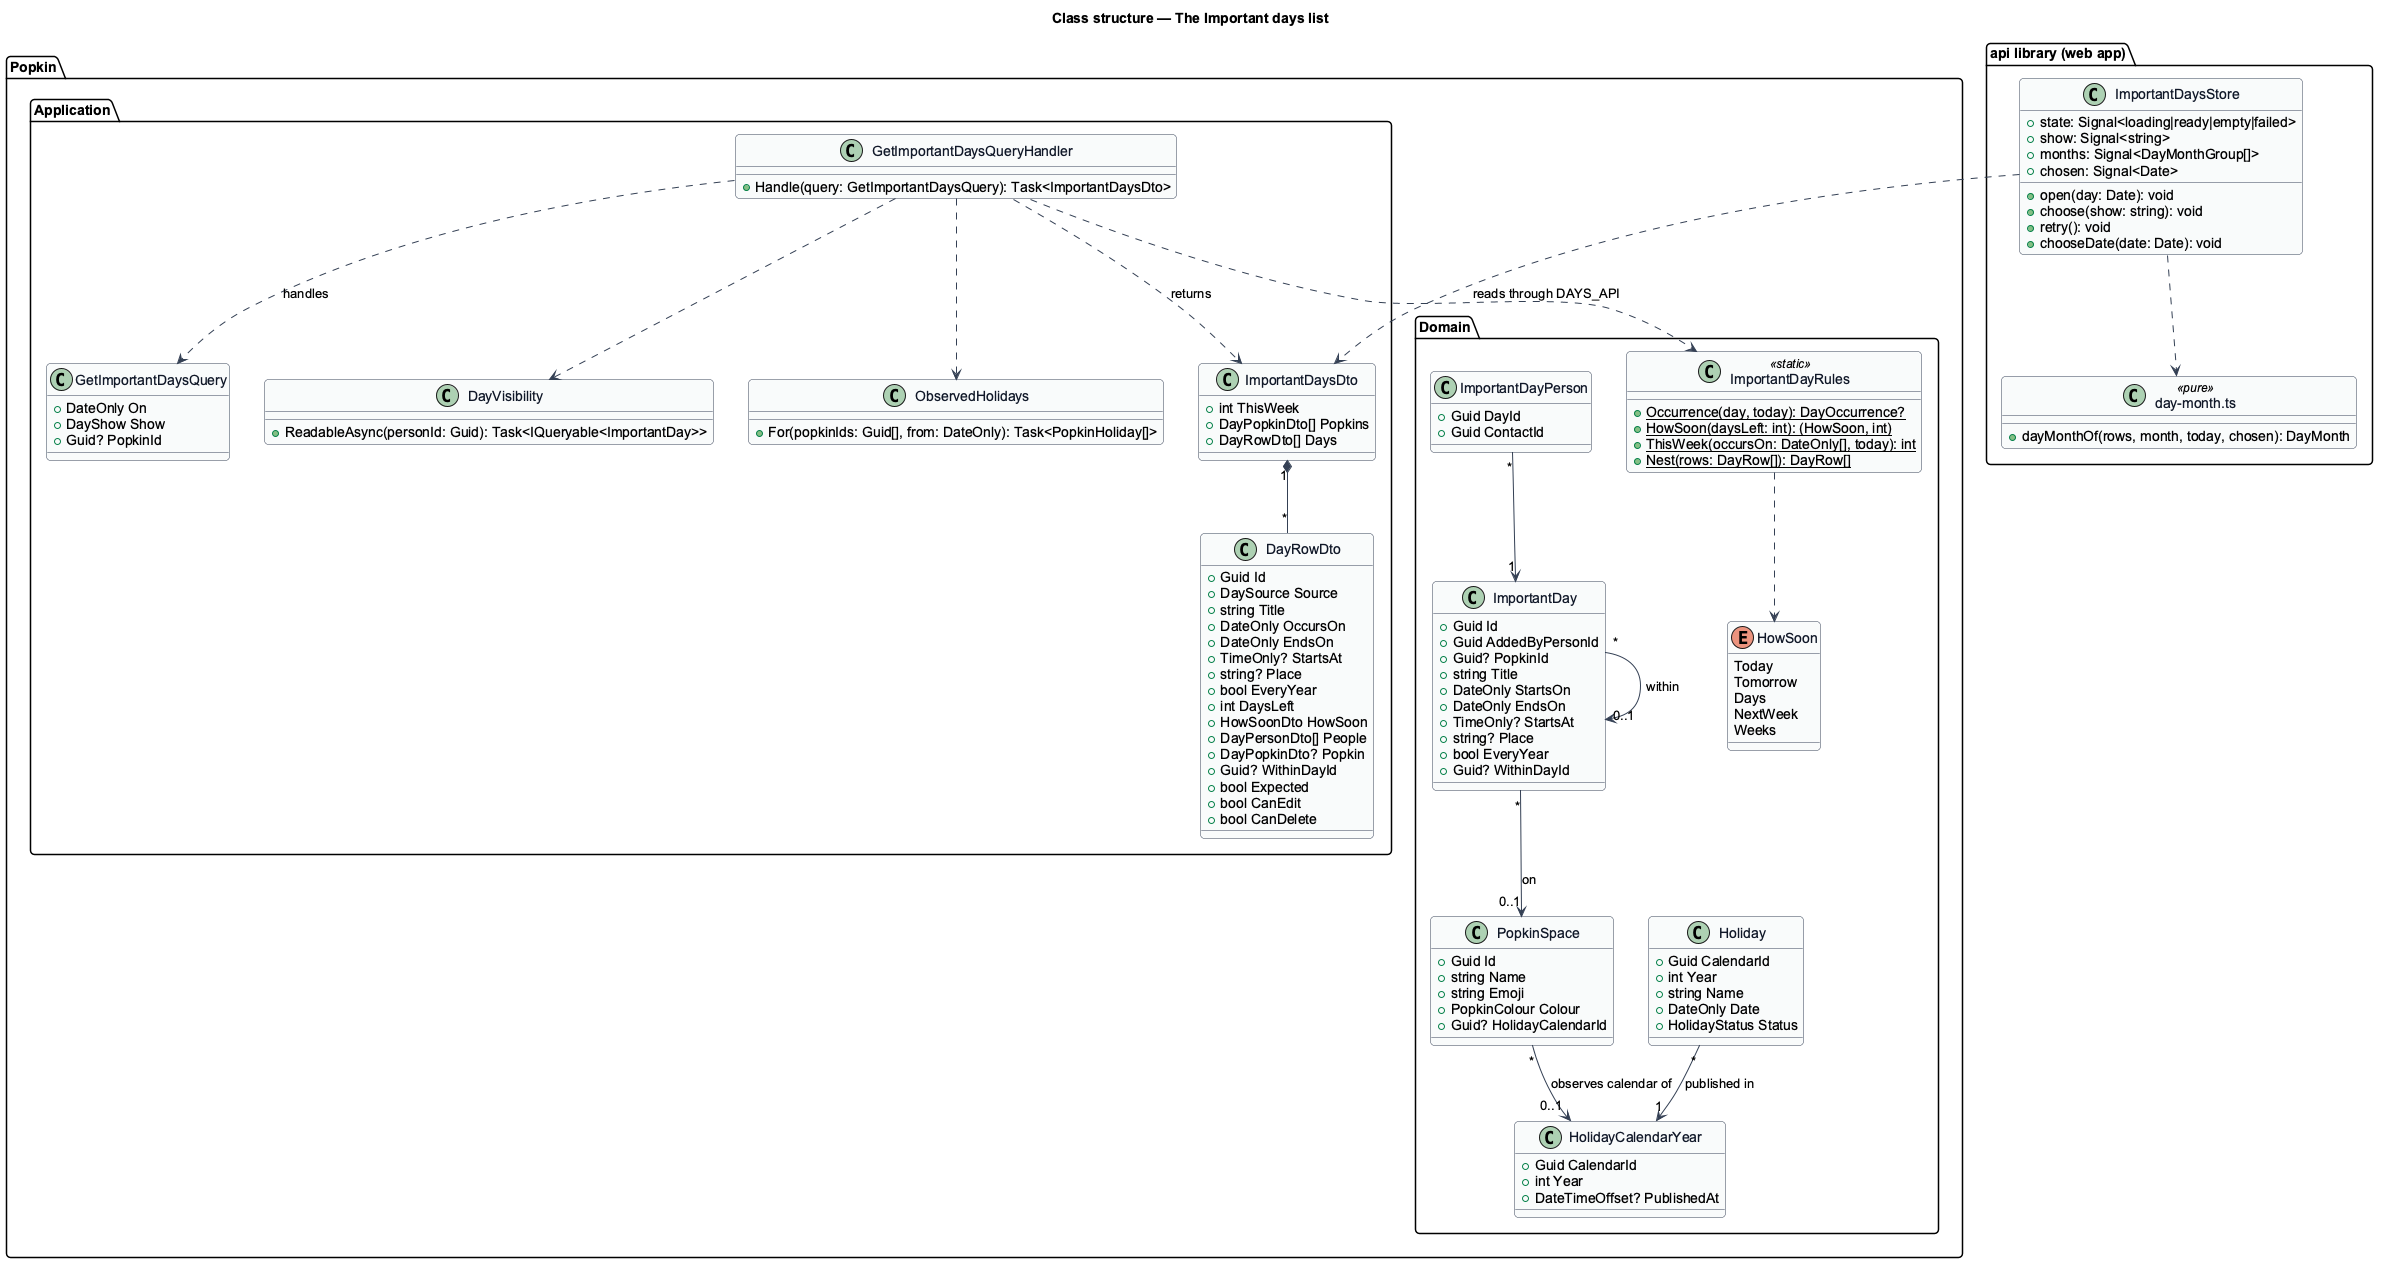 Class structure — The Important days list
Popkin
Application
C GetImportantDaysQueryHandler
Handle(query: GetImportantDaysQuery): Task<ImportantDaysDto>
handles
returns
reads through DAYS_API
C GetImportantDaysQuery
DateOnly On
DayShow Show
Guid? PopkinId
C DayVisibility
ReadableAsync(personId: Guid): Task<IQueryable<ImportantDay>>
C ObservedHolidays
For(popkinIds: Guid[], from: DateOnly): Task<PopkinHoliday[]>
C ImportantDaysDto
int ThisWeek
DayPopkinDto[] Popkins
DayRowDto[] Days
1
*
C DayRowDto
Guid Id
DaySource Source
string Title
DateOnly OccursOn
DateOnly EndsOn
TimeOnly? StartsAt
string? Place
bool EveryYear
int DaysLeft
HowSoonDto HowSoon
DayPersonDto[] People
DayPopkinDto? Popkin
Guid? WithinDayId
bool Expected
bool CanEdit
bool CanDelete
Domain
C ImportantDayPerson
Guid DayId
Guid ContactId
*
1
«static»
C ImportantDayRules
Occurrence(day, today): DayOccurrence?
HowSoon(daysLeft: int): (HowSoon, int)
ThisWeek(occursOn: DateOnly[], today): int
Nest(rows: DayRow[]): DayRow[]
C ImportantDay
Guid Id
Guid AddedByPersonId
Guid? PopkinId
string Title
DateOnly StartsOn
DateOnly EndsOn
TimeOnly? StartsAt
string? Place
bool EveryYear
Guid? WithinDayId
*
within
0..1
E HowSoon
Today
Tomorrow
Days
NextWeek
Weeks
*
on
0..1
C PopkinSpace
Guid Id
string Name
string Emoji
PopkinColour Colour
Guid? HolidayCalendarId
C Holiday
Guid CalendarId
int Year
string Name
DateOnly Date
HolidayStatus Status
*
observes calendar of
0..1
*
published in
1
C HolidayCalendarYear
Guid CalendarId
int Year
DateTimeOffset? PublishedAt
api library (web app)
C ImportantDaysStore
state: Signal<loading|ready|empty|failed>
show: Signal<string>
months: Signal<DayMonthGroup[]>
chosen: Signal<Date>
open(day: Date): void
choose(show: string): void
retry(): void
chooseDate(date: Date): void
«pure»
C day-month.ts
dayMonthOf(rows, month, today, chosen): DayMonth